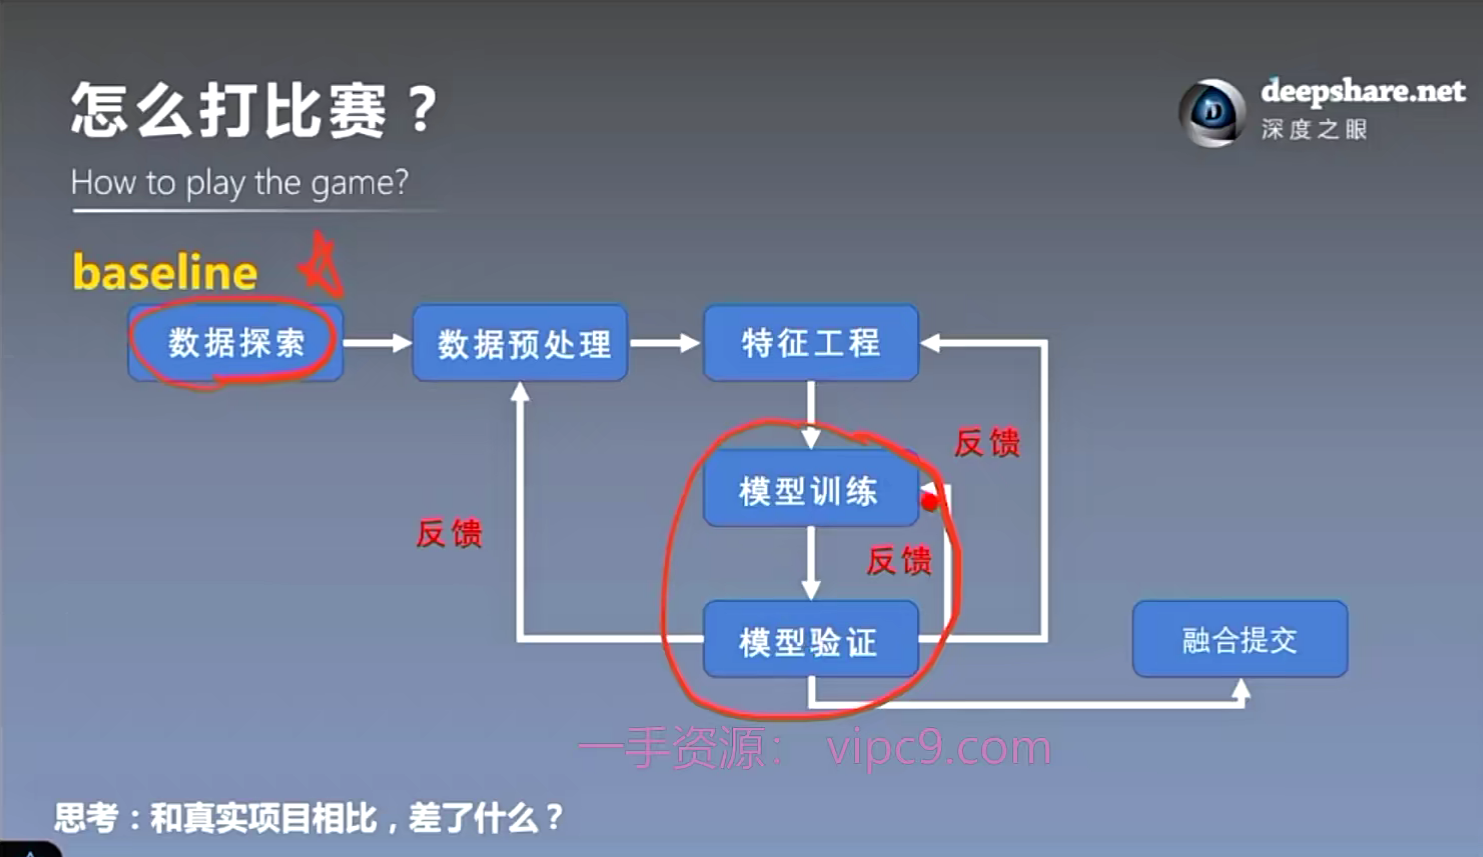 怎么打比赛？
deepshare.net
深度之眼
How to play the game?
baseline
数据探索
数据预处理
特征工程
反馈
模型训练
反馈
反馈
模型验证
融合提交
一手资源： vipc9.com
思考：和真实项目相比，差了什么？